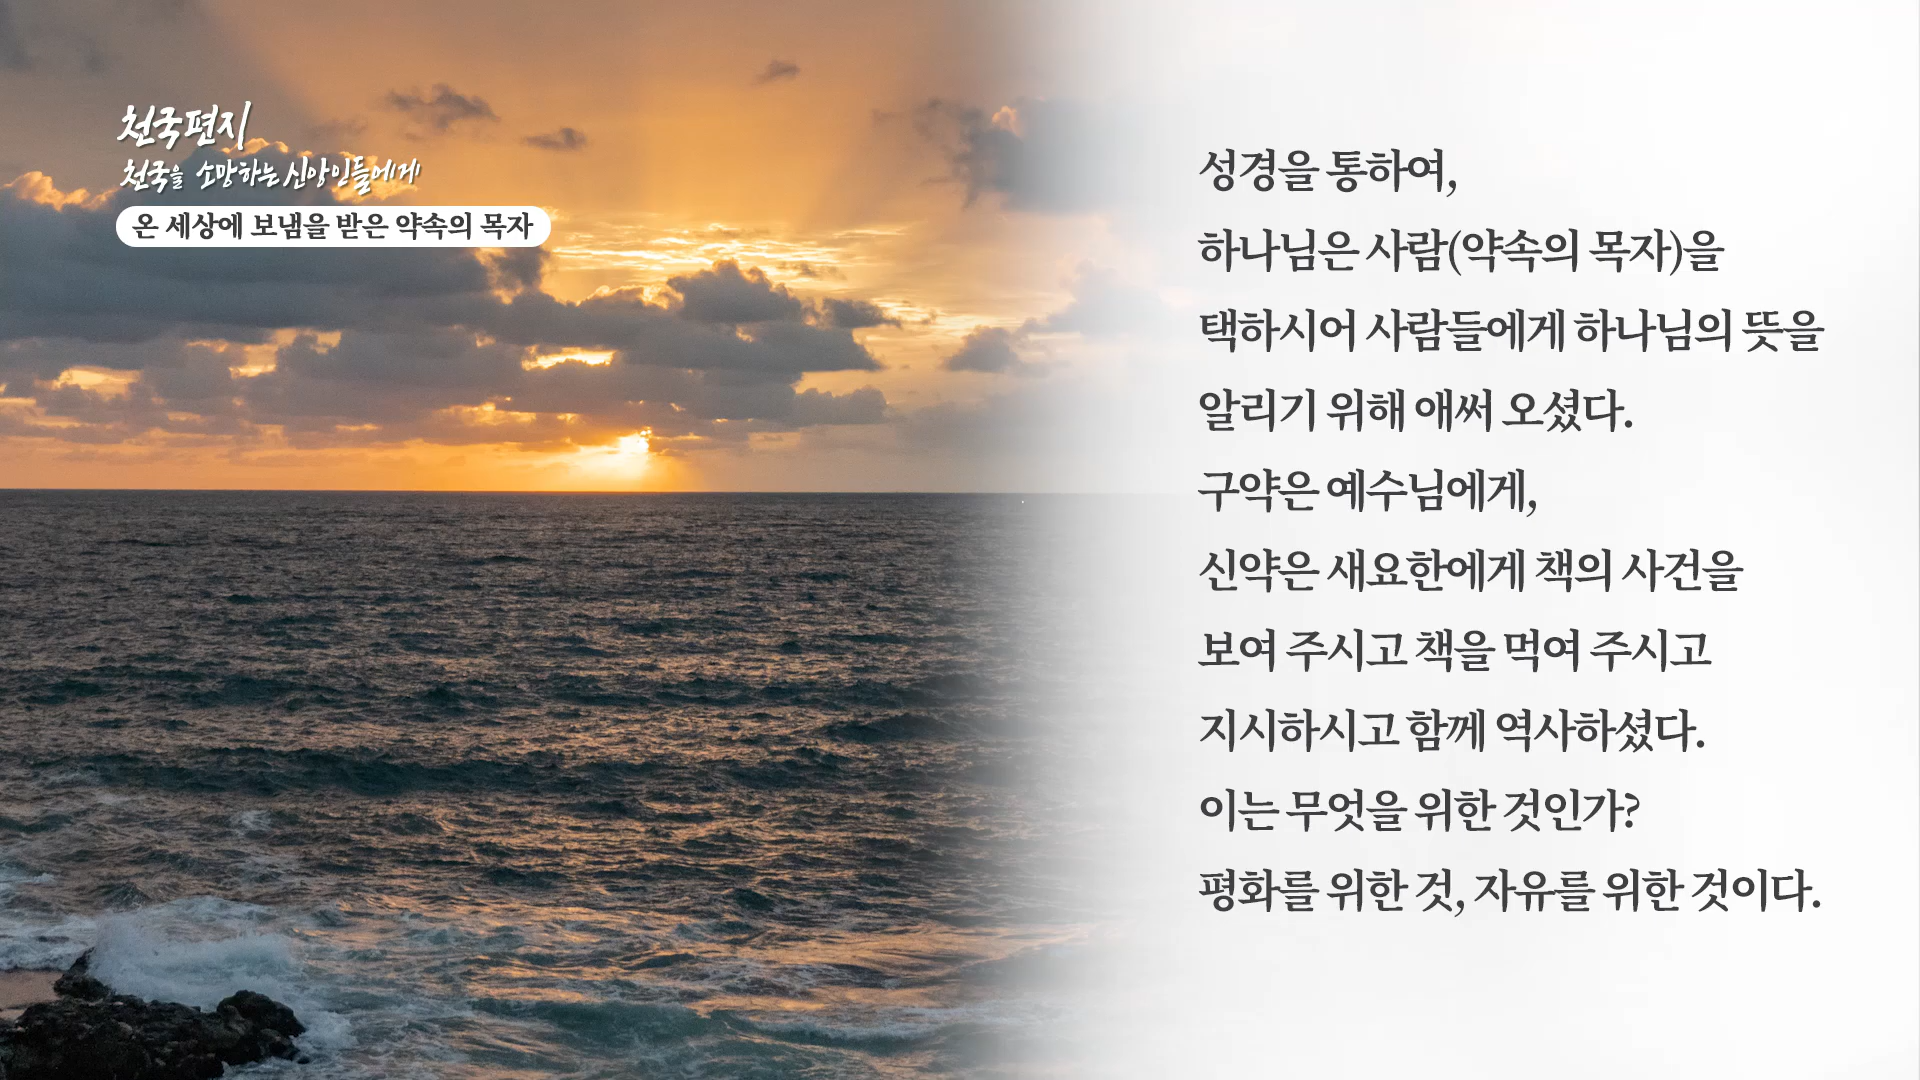 천국편지
천국을 소망하는 신앙인들에게
온 세상에 보냄을 받은 약속의 목자
성경을 통하여,
하나님은 사람(약속의 목자)을
택하시어 사람들에게 하나님의 뜻을
알리기 위해 애써 오셨다.
구약은 예수님에게,
신약은 새요한에게 책의 사건을
보여 주시고 책을 먹여 주시고
지시하시고 함께 역사하셨다.
이는 무엇을 위한 것인가?
평화를 위한 것, 자유를 위한 것이다.